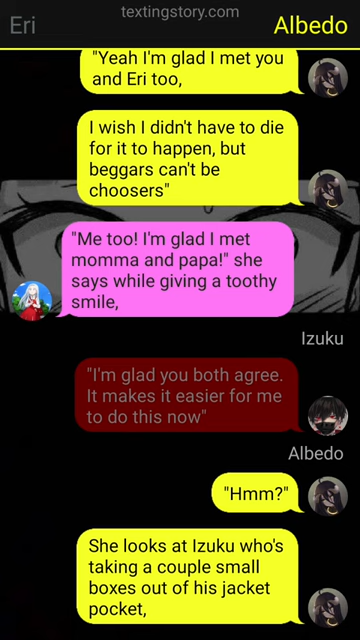 textingstory.com
Eri
Albedo
"Yeah I'm glad I met you
and Eri too,
I wish I didn't have to die
for it to happen, but
beggars can't be
choosers"
"Me too! I'm glad I met
momma and papa!" she
says while giving a toothy
smile,
Izuku
"I'm glad you both agree.
It makes it easier for me
to do this now"
Albedo
"Hmm?"
She looks at Izuku who's
taking a couple small
boxes out of his jacket
pocket,